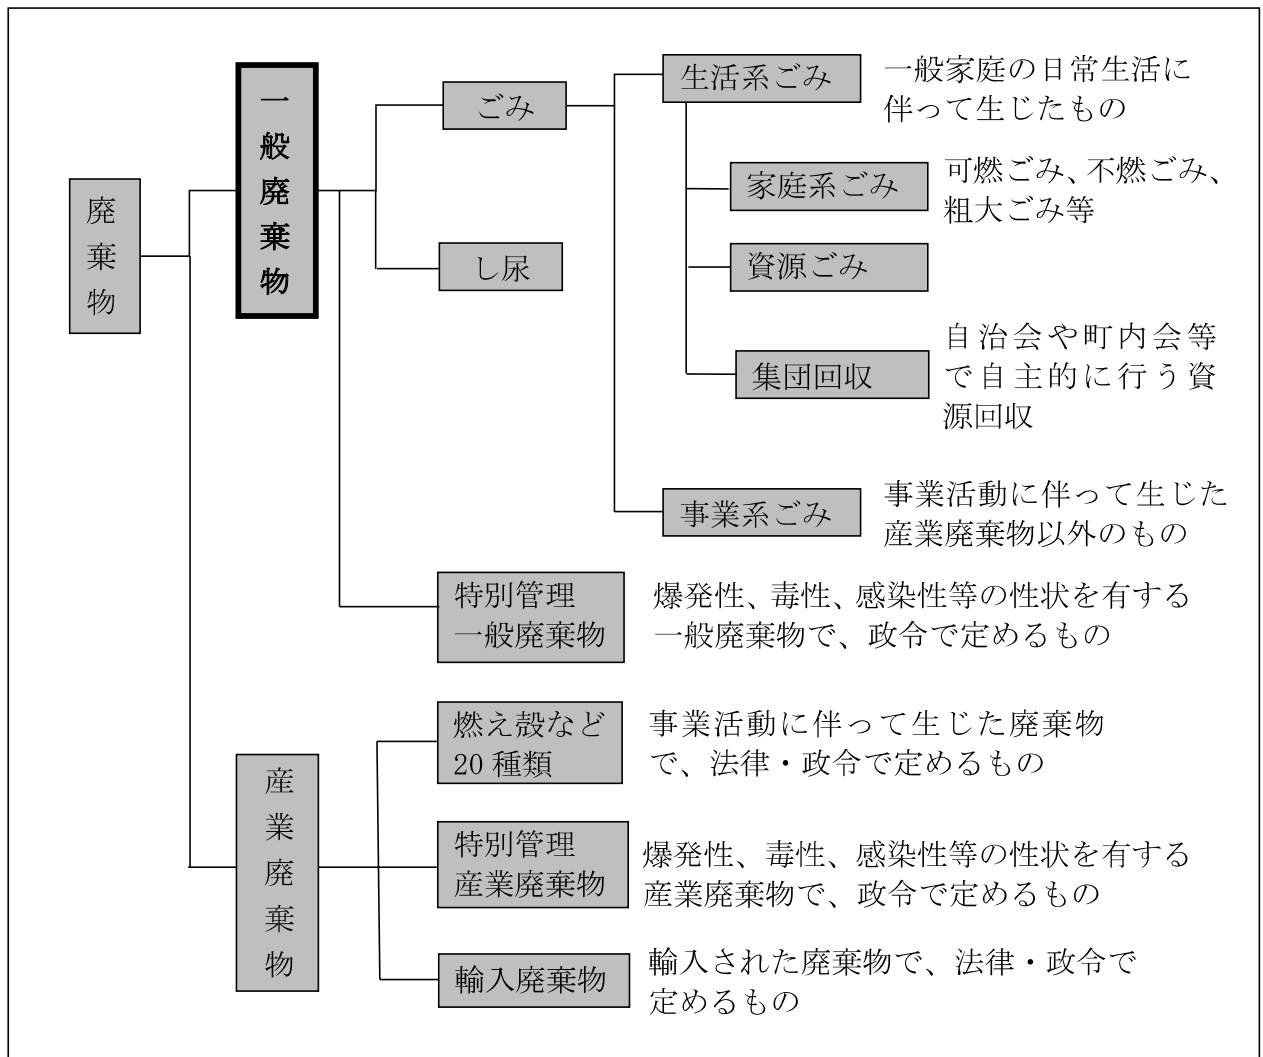 廃棄物
一般廃棄物
ごみ
生活系ごみ
一般家庭の日常生活に
伴って生じたもの
家庭系ごみ
可燃ごみ、不燃ごみ、
粗大ごみ等
資源ごみ
集団回収
自治会や町内会等
で自主的に行う資
源回収
事業系ごみ
事業活動に伴って生じた
産業廃棄物以外のもの
し尿
特別管理
一般廃棄物
爆発性、毒性、感染性等の性状を有する
一般廃棄物で、政令で定めるもの
産業廃棄物
燃え殻など
20 種類
事業活動に伴って生じた廃棄物
で、法律・政令で定めるもの
特別管理
産業廃棄物
爆発性、毒性、感染性等の性状を有する
産業廃棄物で、政令で定めるもの
輸入廃棄物
輸入された廃棄物で、法律・政令で
定めるもの